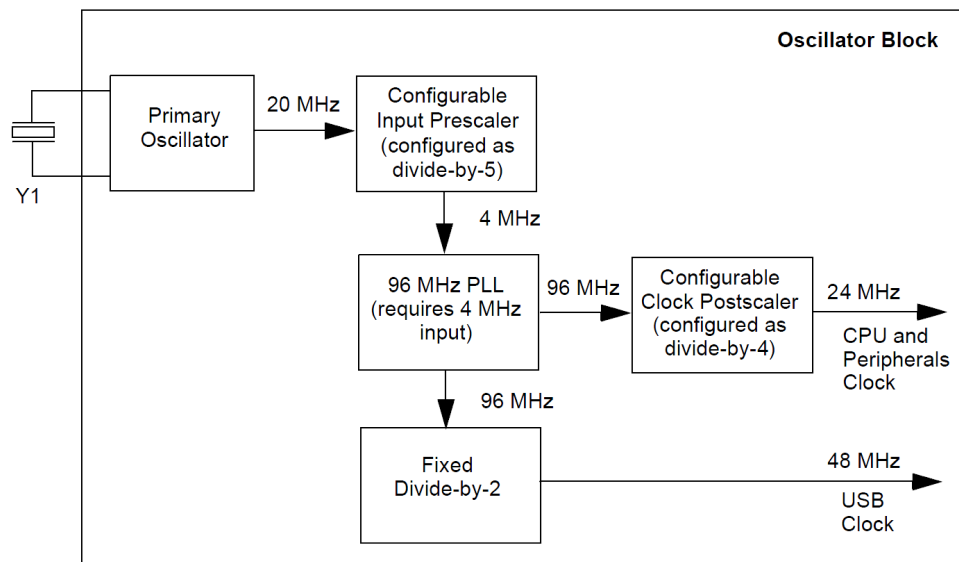 Oscillator Block
Primary
Oscillator
20 MHz
Configurable
Input Prescaler
(configured as
divide-by-5)
Y1
4 MHz
96 MHz PLL
(requires 4 MHz
input)
96 MHz
Configurable
Clock Postscaler
(configured as
divide-by-4)
24 MHz
CPU and
Peripherals
Clock
96 MHz
Fixed
Divide-by-2
48 MHz
USB
Clock